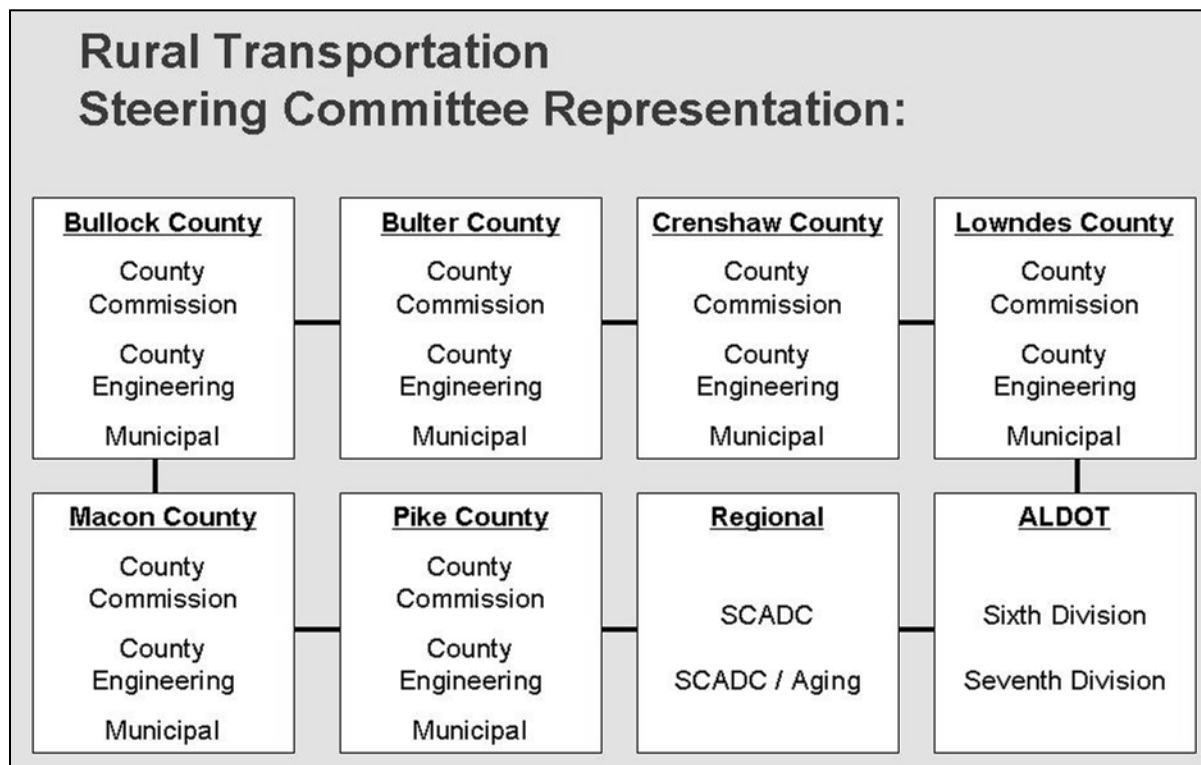 Rural Transportation
Steering Committee Representation:
Bullock County
County
Commission
County
Engineering
Municipal
Bulter County
County
Commission
County
Engineering
Municipal
Crenshaw County
County
Commission
County
Engineering
Municipal
Lowndes County
County
Commission
County
Engineering
Municipal
Macon County
County
Commission
County
Engineering
Municipal
Pike County
County
Commission
County
Engineering
Municipal
Regional
SCADC
SCADC / Aging
ALDOT
Sixth Division
Seventh Division